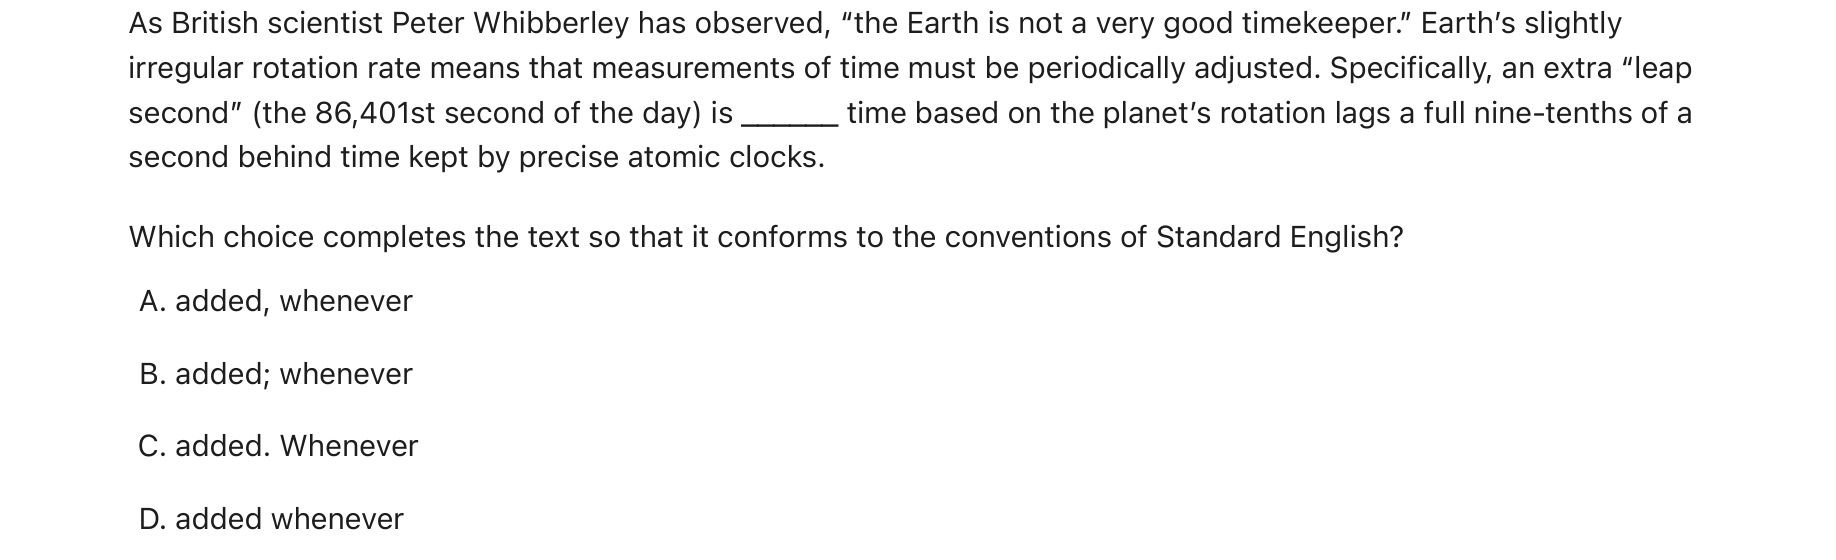 As British scientist Peter Whibberley has observed, “the Earth is not a very good timekeeper.” Earth’s slightly
irregular rotation rate means that measurements of time must be periodically adjusted. Specifically, an extra “leap
second” (the 86,401st second of the day) is ______ time based on the planet’s rotation lags a full nine-tenths of a
second behind time kept by precise atomic clocks.
Which choice completes the text so that it conforms to the conventions of Standard English?
A. added, whenever
B. added; whenever
C. added. Whenever
D. added whenever